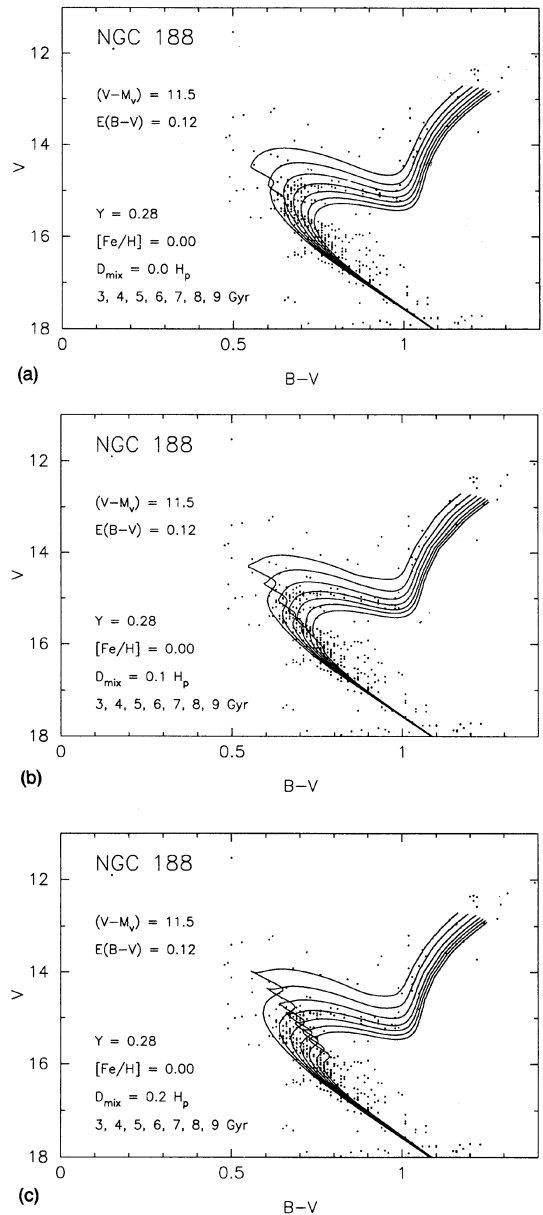 12
14
16
18
V
NGC 188
(V−M_v) = 11.5
E(B−V) = 0.12
Y = 0.28
[Fe/H] = 0.00
D_mix = 0.0 H_p
3, 4, 5, 6, 7, 8, 9 Gyr
0 0.5 1
B−V
(a)
12
14
16
18
V
NGC 188
(V−M_v) = 11.5
E(B−V) = 0.12
Y = 0.28
[Fe/H] = 0.00
D_mix = 0.1 H_p
3, 4, 5, 6, 7, 8, 9 Gyr
0 0.5 1
B−V
(b)
12
14
16
18
V
NGC 188
(V−M_v) = 11.5
E(B−V) = 0.12
Y = 0.28
[Fe/H] = 0.00
D_mix = 0.2 H_p
3, 4, 5, 6, 7, 8, 9 Gyr
0 0.5 1
B−V
(c)